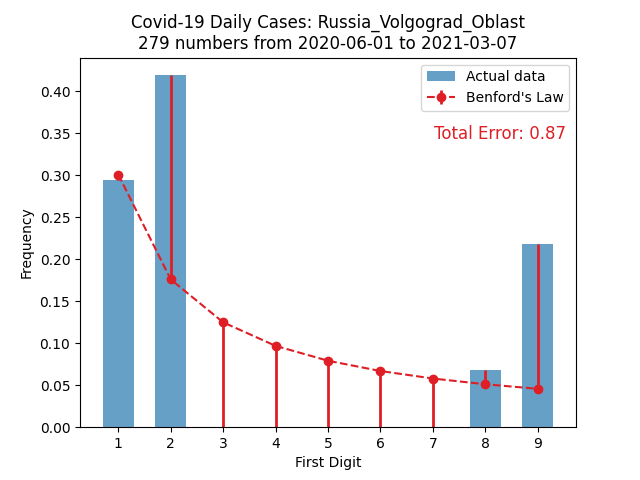 Covid-19 Daily Cases: Russia_Volgograd_Oblast
279 numbers from 2020-06-01 to 2021-03-07
Actual data
Benford's Law
Total Error: 0.87
Frequency
0.40
0.35
0.30
0.25
0.20
0.15
0.10
0.05
0.00
1 2 3 4 5 6 7 8 9
First Digit